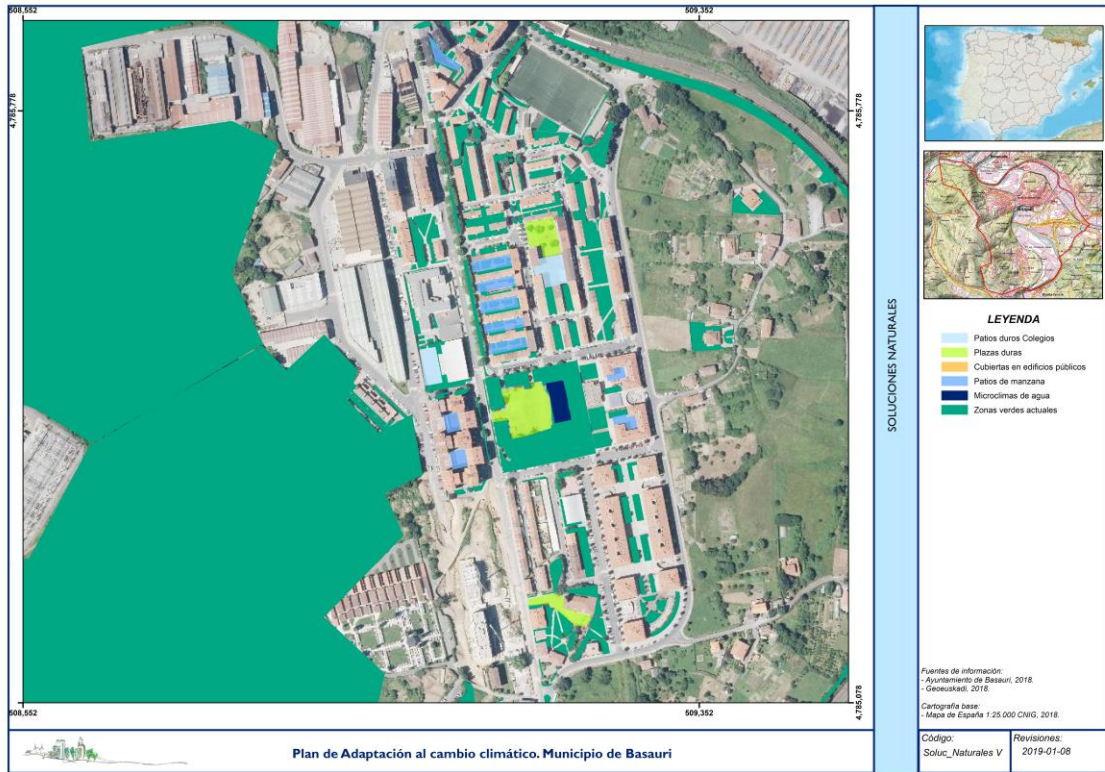 508,552
509,352
4,785,778
4,785,778
SOLUCIONES NATURALES
LEYENDA
Patios duros Colegios
Plazas duras
Cubiertas en edificios públicos
Patios de manzana
Microclimas de agua
Zonas verdes actuales
4,785,078
508,552
509,352
Fuentes de información:
- Ayuntamiento de Basauri, 2018.
- Geoeuskadi, 2018.
Cartografía base:
- Mapa de España 1:25.000 CNIG, 2018.
Plan de Adaptación al cambio climático. Municipio de Basauri
Código:
Soluc_Naturales V
Revisiones:
2019-01-08